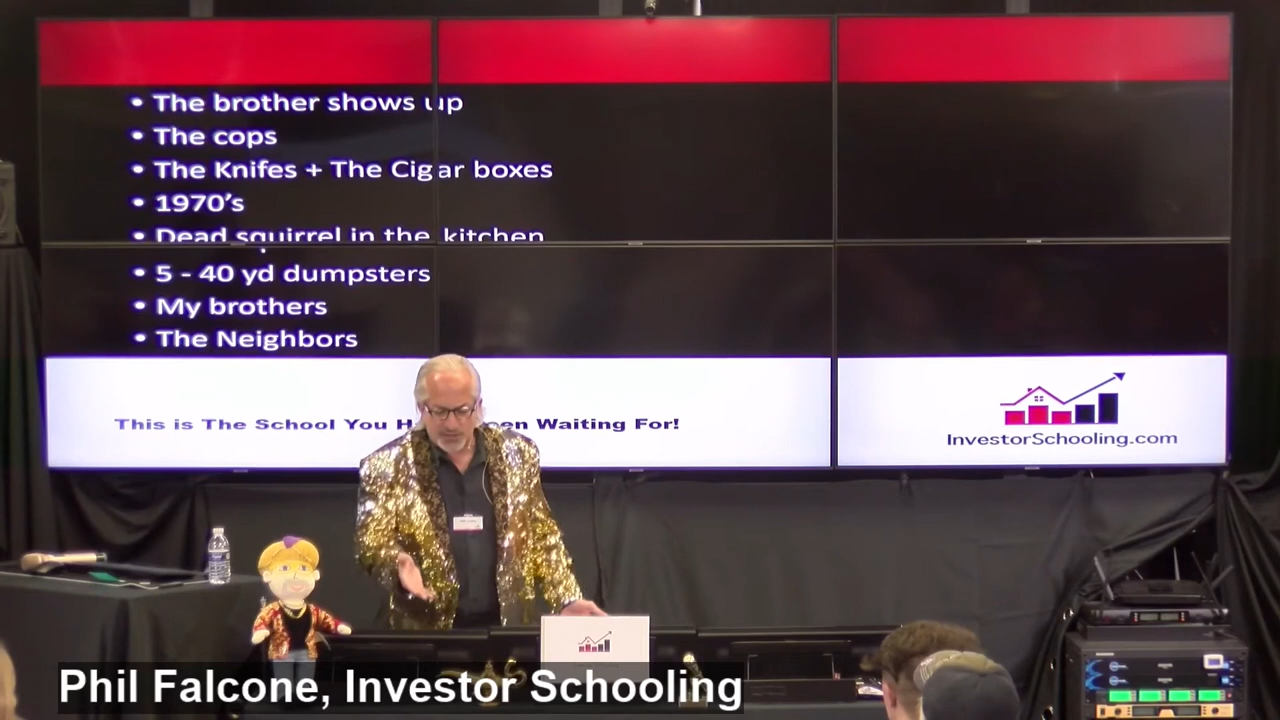 • The brother shows up
• The cops
• The Knifes + The Cigar boxes
• 1970's
• Dead squirrel in the kitchen
• 5 - 40 yd dumpsters
• My brothers
• The Neighbors
This is The School You H een Waiting For!
InvestorSchooling.com
Phil Falcone, Investor Schooling